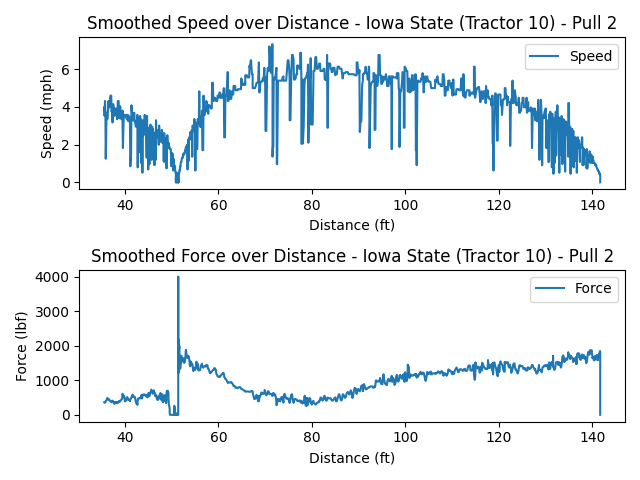 Smoothed Speed over Distance - Iowa State (Tractor 10) - Pull 2
Speed (mph)
6
4
2
0
Speed
40 60 80 100 120 140
Distance (ft)
Smoothed Force over Distance - Iowa State (Tractor 10) - Pull 2
Force (lbf)
4000
3000
2000
1000
0
Force
40 60 80 100 120 140
Distance (ft)